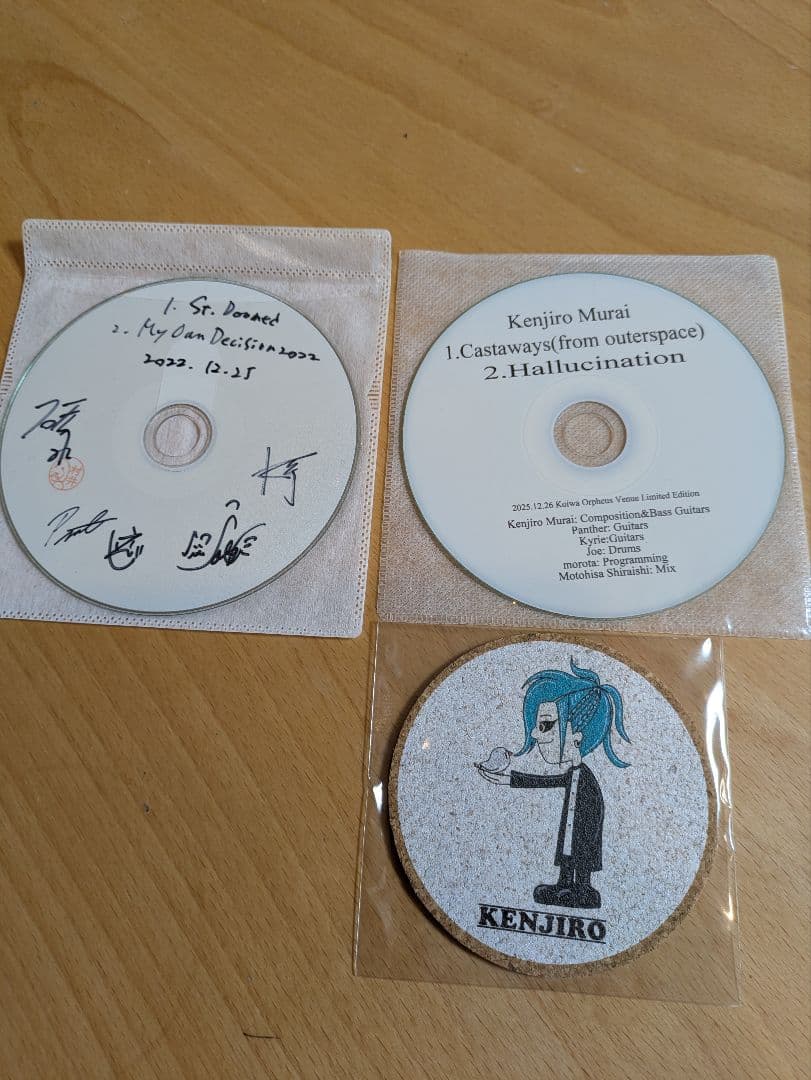 1. St. Doomed
2. My Own Decision 2022
2022. 12.25
Kenjiro Murai
1.Castaways(from outerspace)
2.Hallucination
2025.12.26 Koiwa Orpheus Venue Limited Edition
Kenjiro Murai: Composition&Bass Guitars
Panther: Guitars
Kyrie:Guitars
Joe: Drums
morota: Programming
Motohisa Shiraishi: Mix
KENJIRO